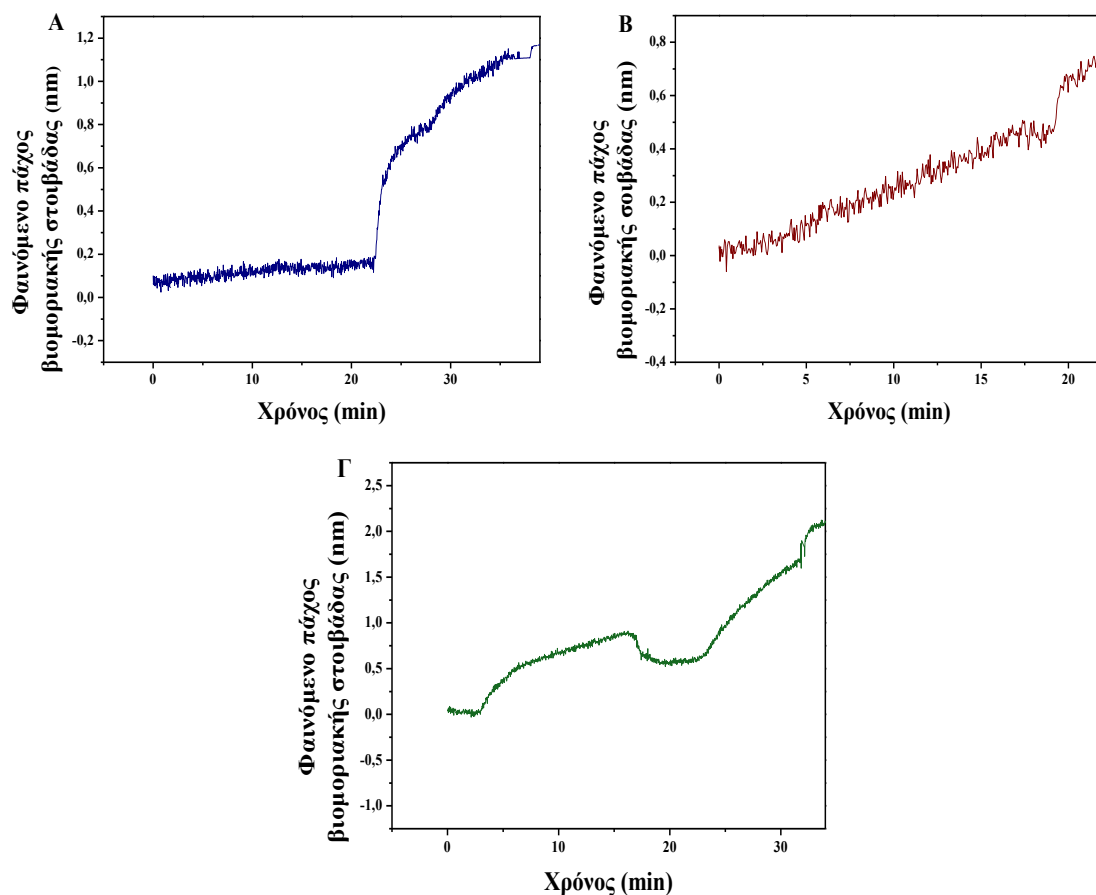 Α
Φαινόμενο πάχος
βιομοριακής στοιβάδας (nm)
1,2
1,0
0,8
0,6
0,4
0,2
0,0
-0,2
0 10 20 30
Χρόνος (min)
Β
Φαινόμενο πάχος
βιομοριακής σοιβάδας (nm)
0,8
0,6
0,4
0,2
0,0
-0,2
-0,4
0 5 10 15 20
Χρόνος (min)
Γ
Φαινόμενο πάχος
βιομοριακής στοιβάδας (nm)
2,5
2,0
1,5
1,0
0,5
0,0
-0,5
-1,0
0 10 20 30
Χρόνος (min)